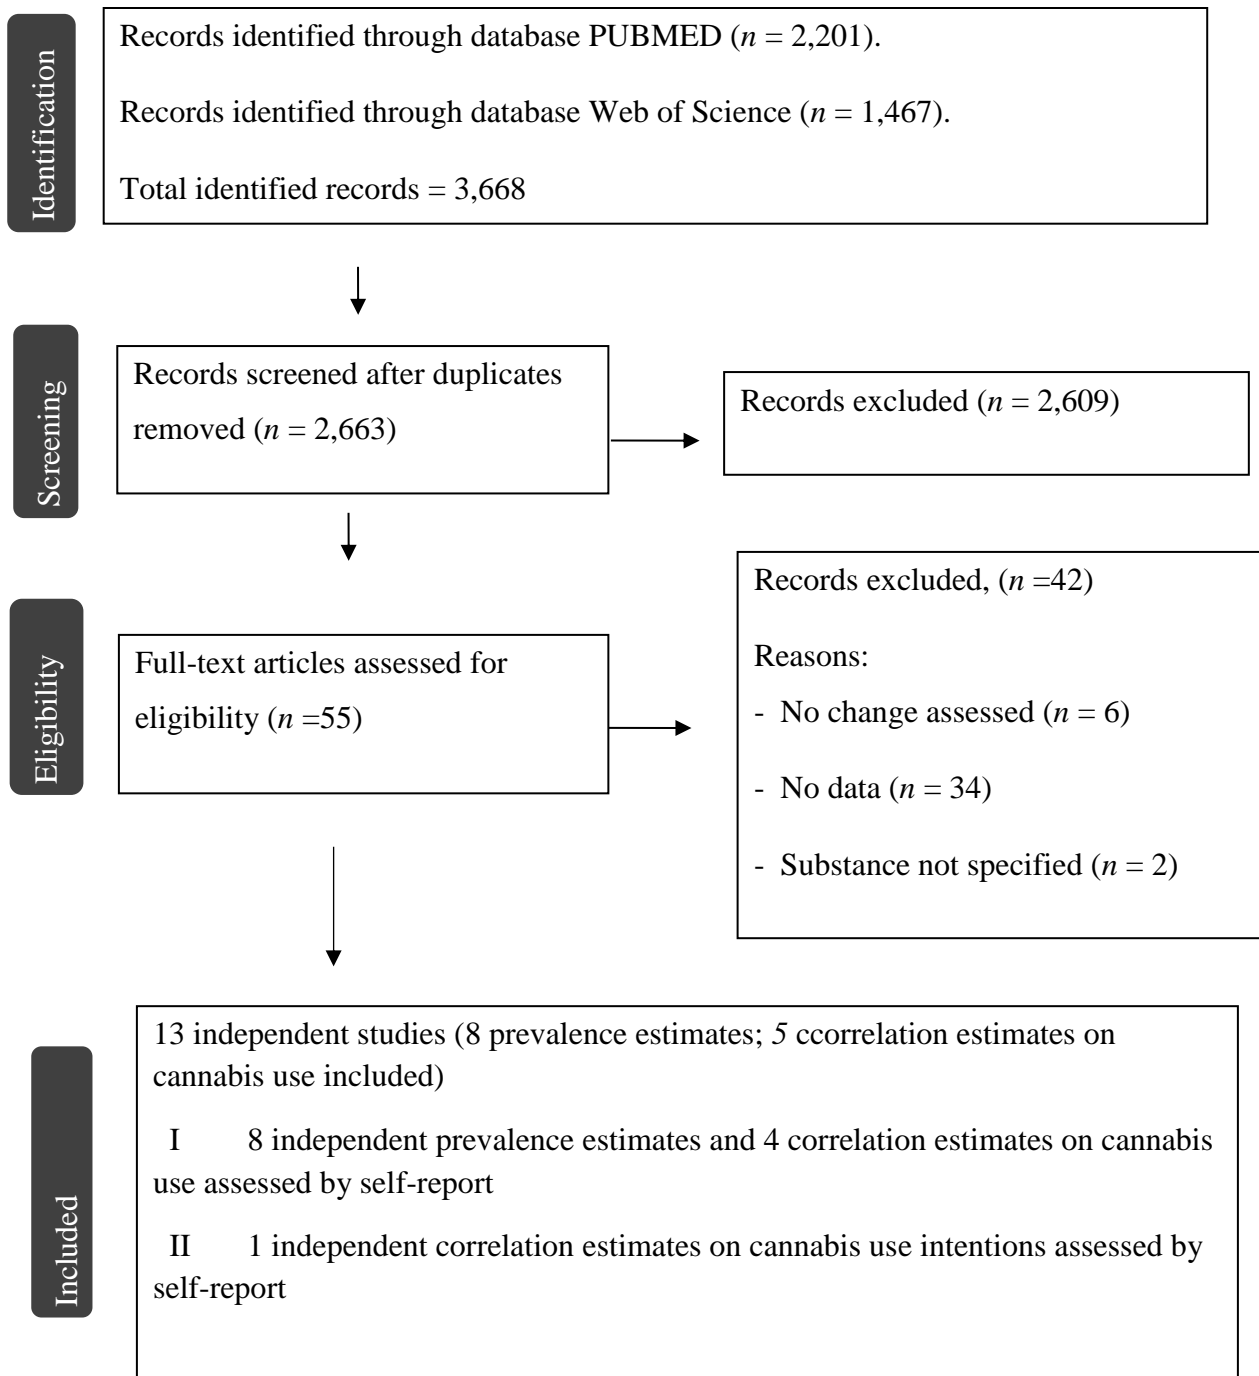 Identification
Records identified through database PUBMED (n = 2,201).
Records identified through database Web of Science (n = 1,467).
Total identified records = 3,668
Screening
Records screened after duplicates
removed (n = 2,663)
Records excluded (n = 2,609)
Eligibility
Full-text articles assessed for
eligibility (n =55)
Records excluded, (n =42)
Reasons:
- No change assessed (n = 6)
- No data (n = 34)
- Substance not specified (n = 2)
Included
13 independent studies (8 prevalence estimates; 5 ccorrelation estimates on
cannabis use included)
I 8 independent prevalence estimates and 4 correlation estimates on cannabis
use assessed by self-report
II 1 independent correlation estimates on cannabis use intentions assessed by
self-report